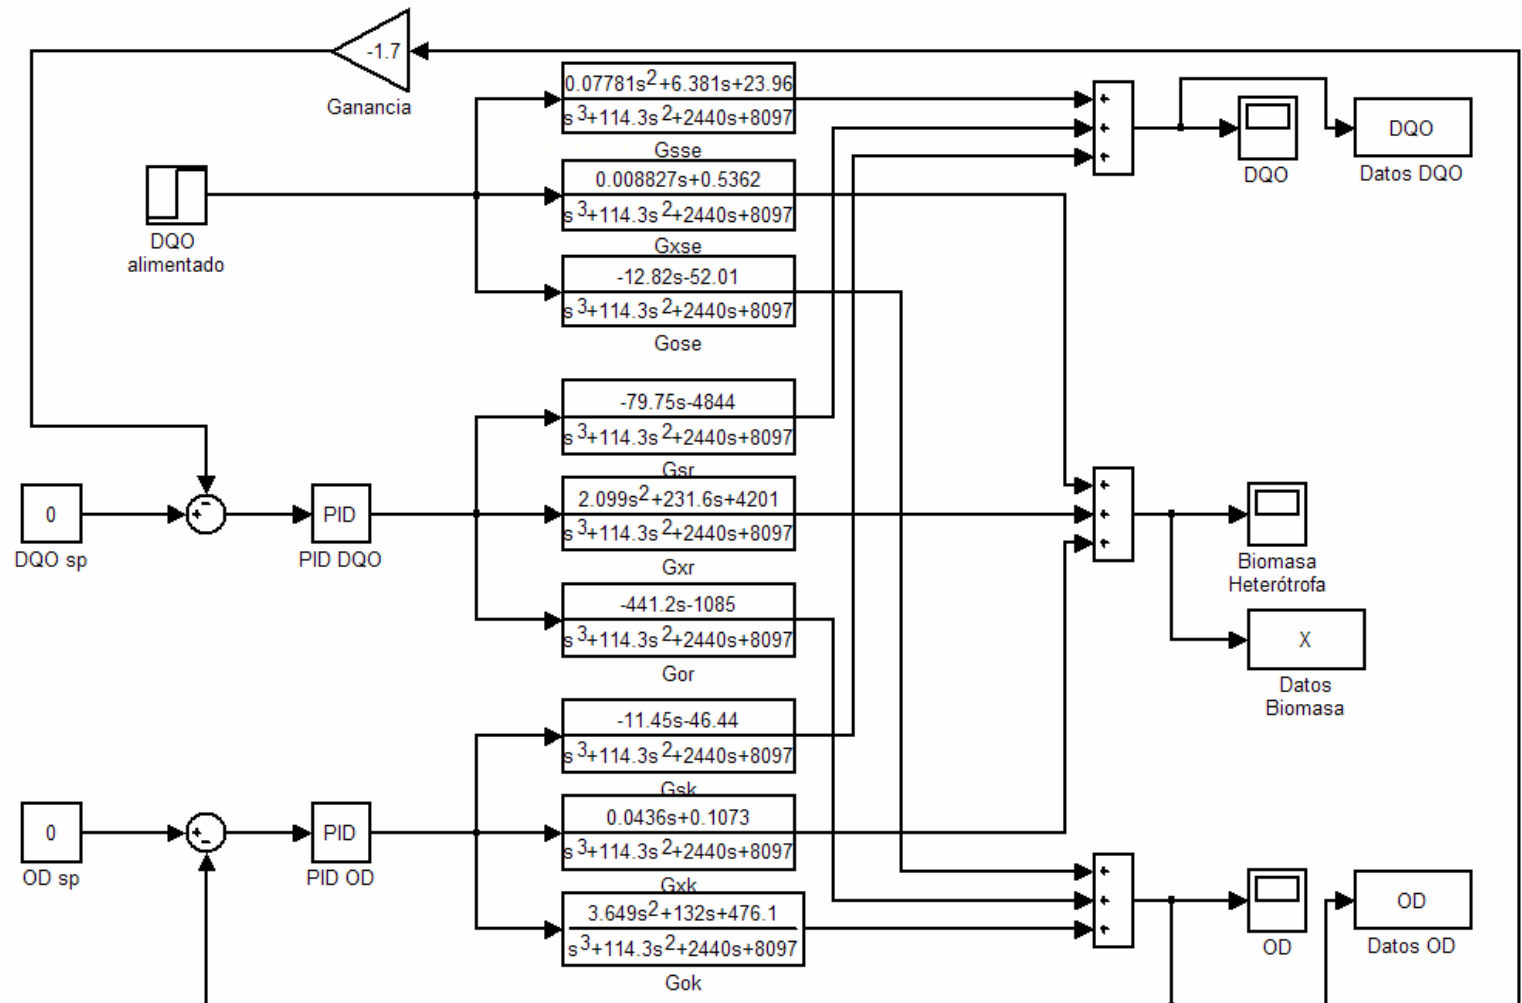 -1.7
Ganancia
0.07781s2+6.381s+23.96
s3+114.3s2+2440s+8097
Gsse
DQO
DQO
Datos DQO
0.008827s+0.5362
s3+114.3s2+2440s+8097
Gxse
DQO
alimentado
-12.82s-52.01
s3+114.3s2+2440s+8097
Gose
-79.75s-4844
s3+114.3s2+2440s+8097
Gsr
0
DQO sp
PID
PID DQO
2.099s2+231.6s+4201
s3+114.3s2+2440s+8097
Gxr
Biomasa
Heterótrofa
-441.2s-1085
s3+114.3s2+2440s+8097
Gor
X
Datos
Biomasa
-11.45s-46.44
s3+114.3s2+2440s+8097
Gsk
0
OD sp
PID
PID OD
0.0436s+0.1073
s3+114.3s2+2440s+8097
Gxk
3.649s2+132s+476.1
s3+114.3s2+2440s+8097
Gok
OD
OD
Datos OD